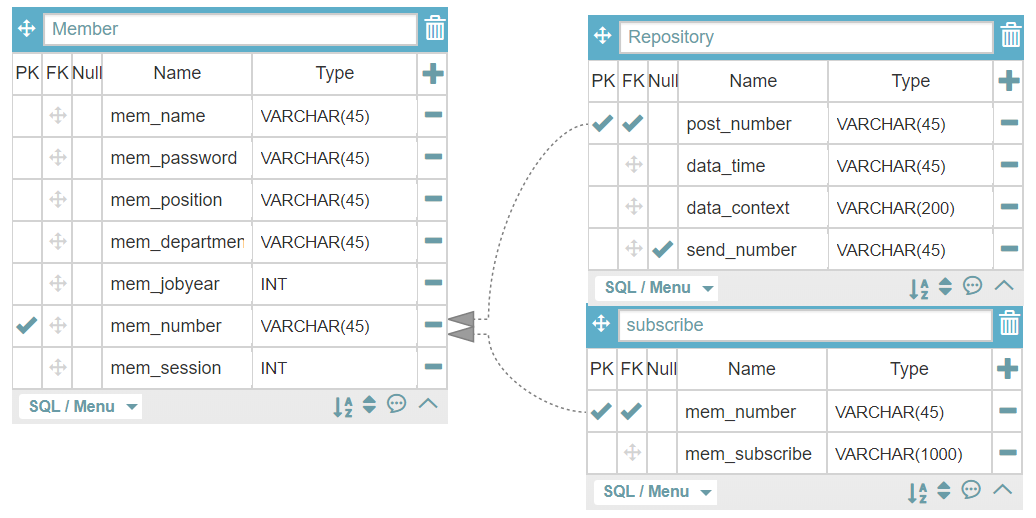 Member
PK FK Null Name Type
mem_name VARCHAR(45)
mem_password VARCHAR(45)
mem_position VARCHAR(45)
mem_departmen VARCHAR(45)
mem_jobyear INT
mem_number VARCHAR(45)
mem_session INT
SQL / Menu AZ
Repository
PK FK Null Name Type
post_number VARCHAR(45)
data_time VARCHAR(45)
data_context VARCHAR(200)
send_number VARCHAR(45)
SQL / Menu AZ
subscribe
PK FK Null Name Type
mem_number VARCHAR(45)
mem_subscribe VARCHAR(1000)
SQL / Menu AZ